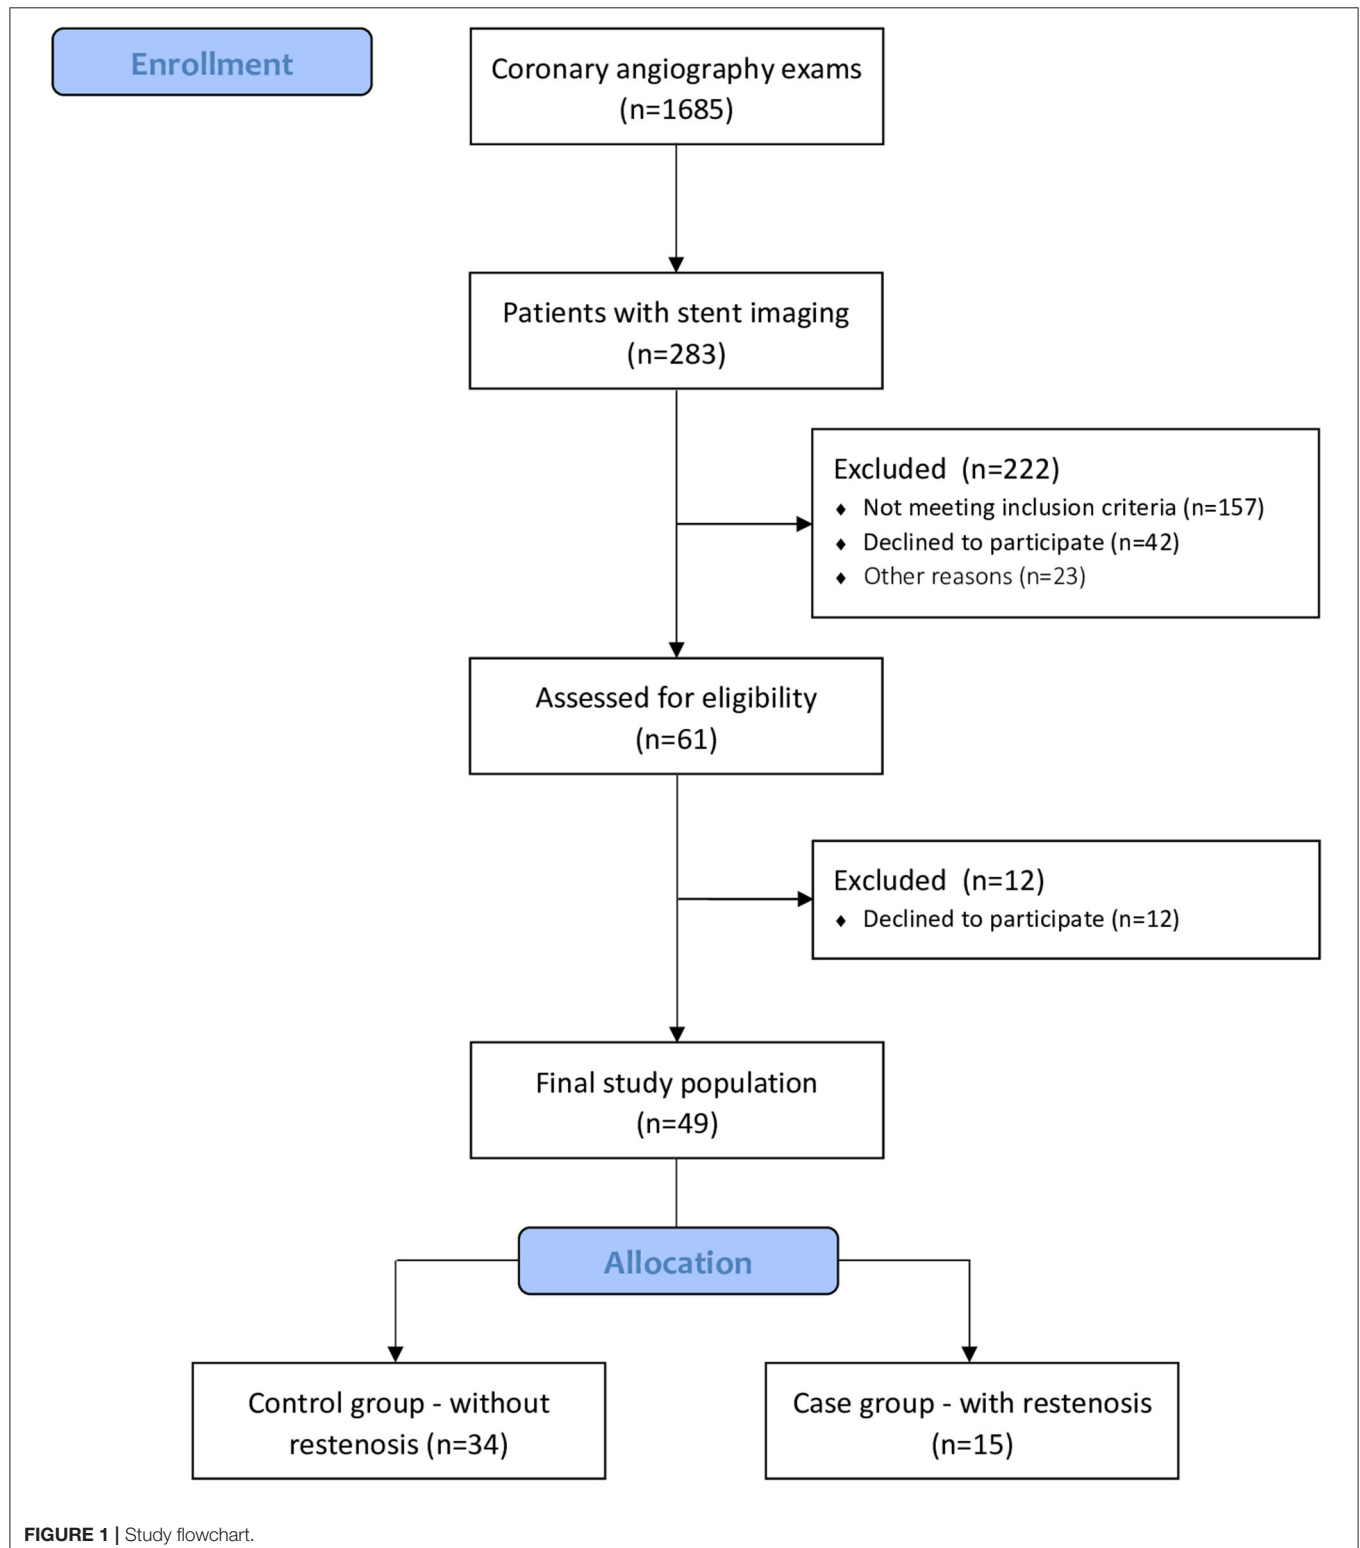 Enrollment
Coronary angiography exams
(n=1685)
Patients with stent imaging
(n=283)
Excluded (n=222)
♦ Not meeting inclusion criteria (n=157)
♦ Declined to participate (n=42)
♦ Other reasons (n=23)
Assessed for eligibility
(n=61)
Excluded (n=12)
♦ Declined to participate (n=12)
Final study population
(n=49)
Allocation
Control group - without
restenosis (n=34)
Case group - with restenosis
(n=15)
FIGURE 1 | Study flowchart.